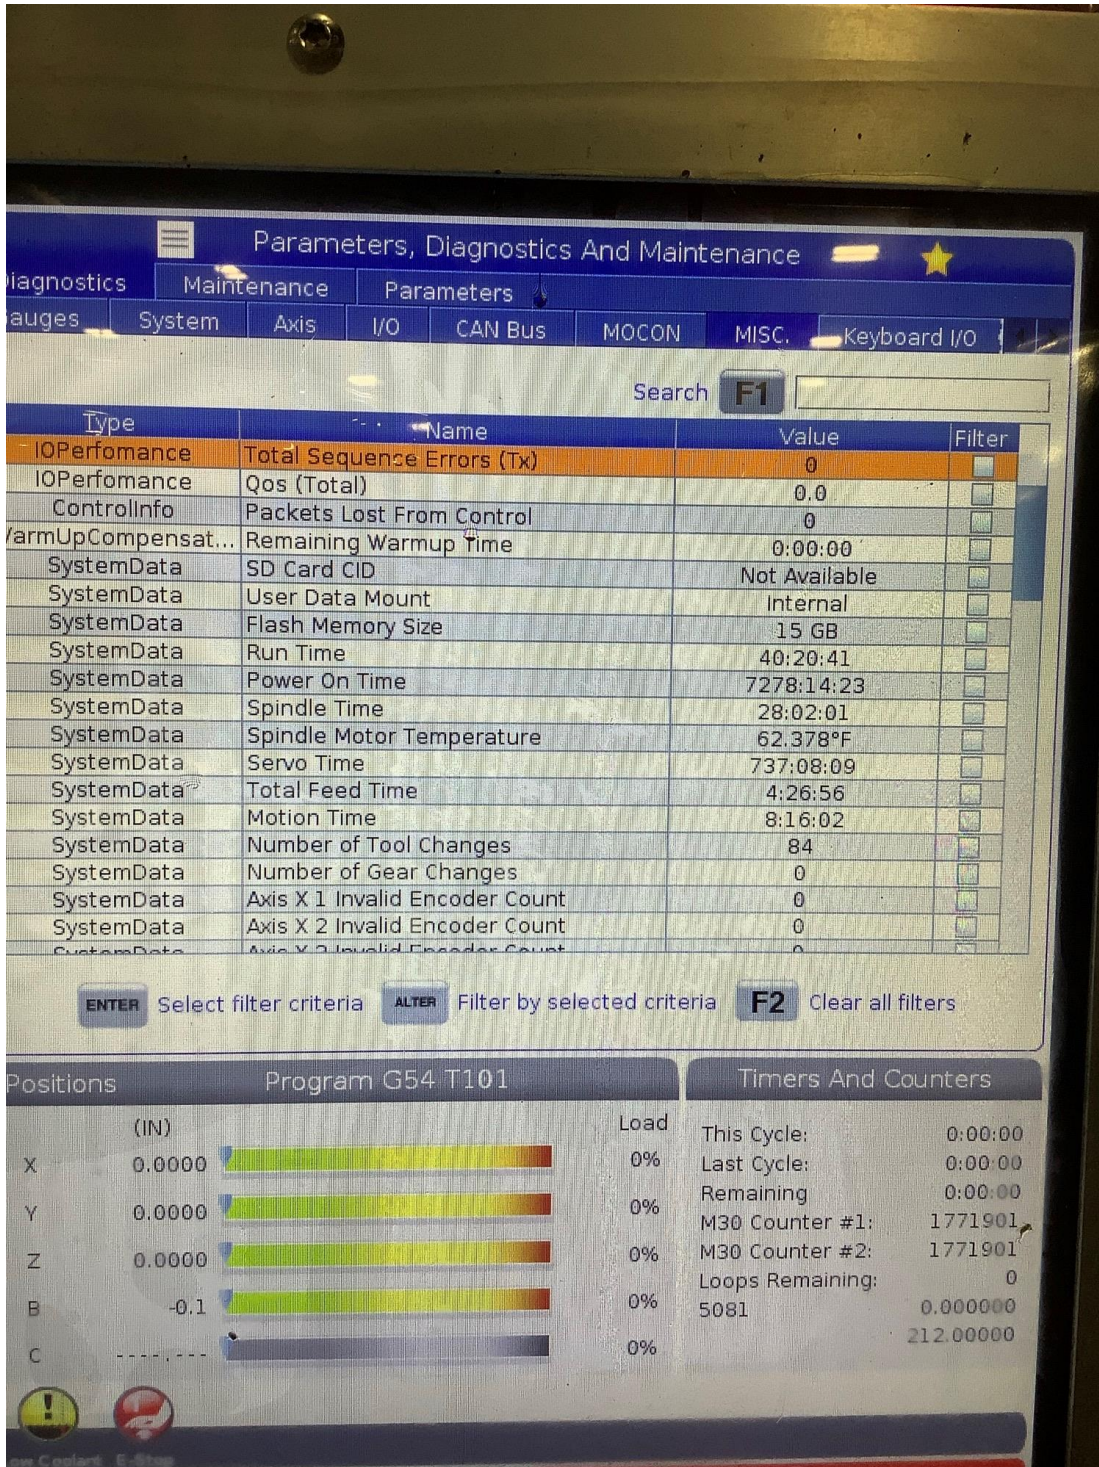 Parameters, Diagnostics And Maintenance
iagnostics Maintenance Parameters
auges System Axis I/O CAN Bus MOCON MISC. Keyboard I/O
Search F1
Type Name Value Filter
IOPerfomance Total Sequence Errors (Tx) 0
IOPerfomance Qos (Total) 0.0
ControlInfo Packets Lost From Control 0
armUpCompensat... Remaining Warmup Time 0:00:00
SystemData SD Card CID Not Available
SystemData User Data Mount Internal
SystemData Flash Memory Size 15 GB
SystemData Run Time 40:20:41
SystemData Power On Time 7278:14:23
SystemData Spindle Time 28:02:01
SystemData Spindle Motor Temperature 62.378°F
SystemData Servo Time 737:08:09
SystemData Total Feed Time 4:26:56
SystemData Motion Time 8:16:02
SystemData Number of Tool Changes 84
SystemData Number of Gear Changes 0
SystemData Axis X 1 Invalid Encoder Count 0
SystemData Axis X 2 Invalid Encoder Count 0
ENTER Select filter criteria ALTER Filter by selected criteria F2 Clear all filters
Positions Program G54 T101 Timers And Counters
(IN) Load
X 0.0000 0%
Y 0.0000 0%
Z 0.0000 0%
B -0.1 0%
C ----.--- 0%
This Cycle: 0:00:00
Last Cycle: 0:00:00
Remaining 0:00:00
M30 Counter #1: 1771901
M30 Counter #2: 1771901
Loops Remaining: 0
5081 0.000000
212.00000
ow Coolant E-Stop